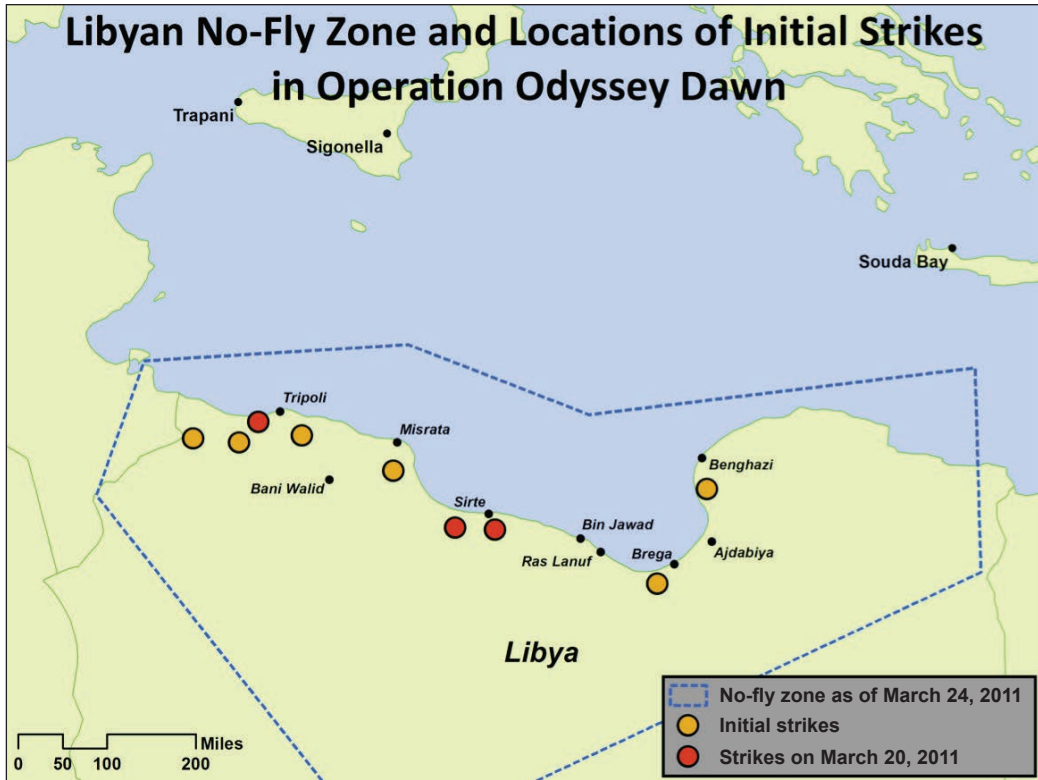 Libyan No-Fly Zone and Locations of Initial Strikes
in Operation Odyssey Dawn
Trapani
Sigonella
Souda Bay
Tripoli
Misrata
Benghazi
Bani Walid
Sirte
Bin Jawad
Ras Lanuf
Brega
Ajdabiya
Libya
No-fly zone as of March 24, 2011
Initial strikes
Strikes on March 20, 2011
Miles
0 50 100 200